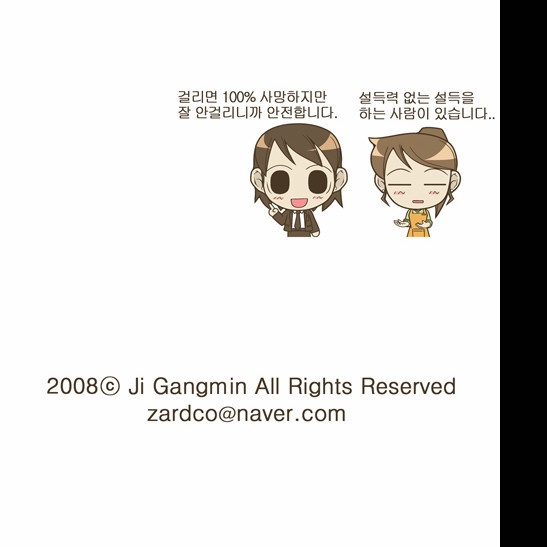 걸리면 100% 사망하지만
잘 안걸리니까 안전합니다.
설득력 없는 설득을
하는 사람이 있습니다..
2008ⓒ Ji Gangmin All Rights Reserved
zardco@naver.com